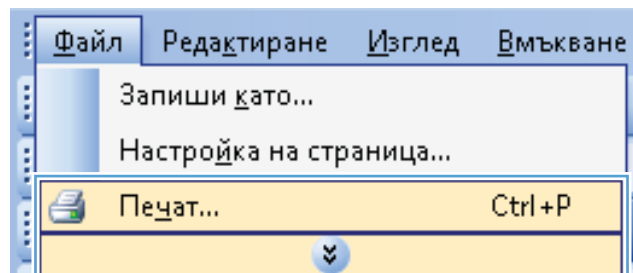 Файл Редактиране Изглед Вмъкване
Запиши като...
Настройка на страница...
Печат... Ctrl+P